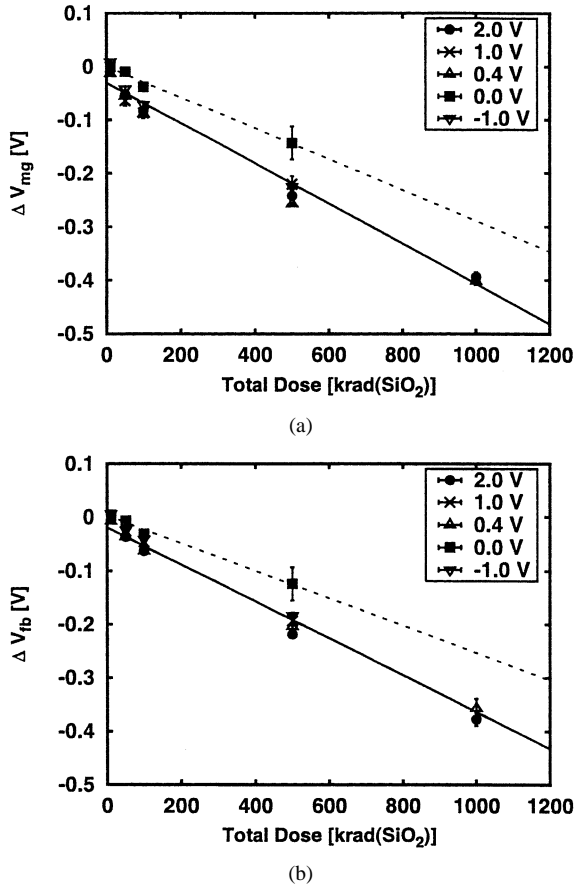 0.1
0
-0.1
-0.2
-0.3
-0.4
-0.5
Δ Vmg [V]
2.0 V
1.0 V
0.4 V
0.0 V
-1.0 V
0 200 400 600 800 1000 1200
Total Dose [krad(SiO2)]
(a)
0.1
0
-0.1
-0.2
-0.3
-0.4
-0.5
Δ Vfb [V]
2.0 V
1.0 V
0.4 V
0.0 V
-1.0 V
0 200 400 600 800 1000 1200
Total Dose [krad(SiO2)]
(b)